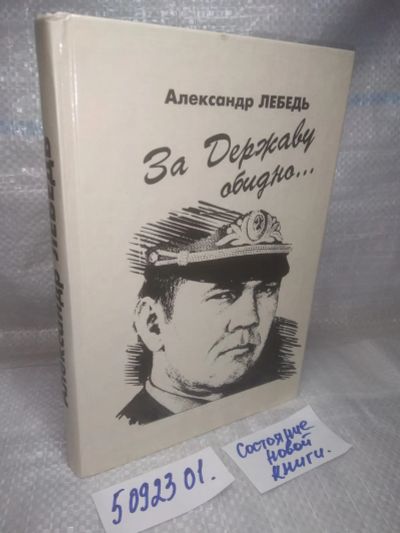 Александр ЛЕБЕДЬ
За Державу
обидно...
Александр ЛЕБЕДЬ
5092301.
Состояние
новой
книги.